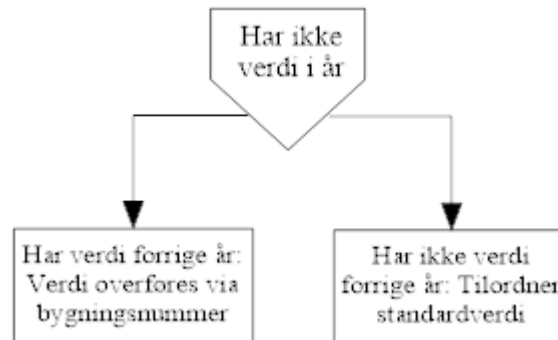 Har ikke
verdi i år
Har verdi forrige år:
Verdi overføres via
bygningsnummer
Har ikke verdi
forrige år: Tilordner
standardverdi